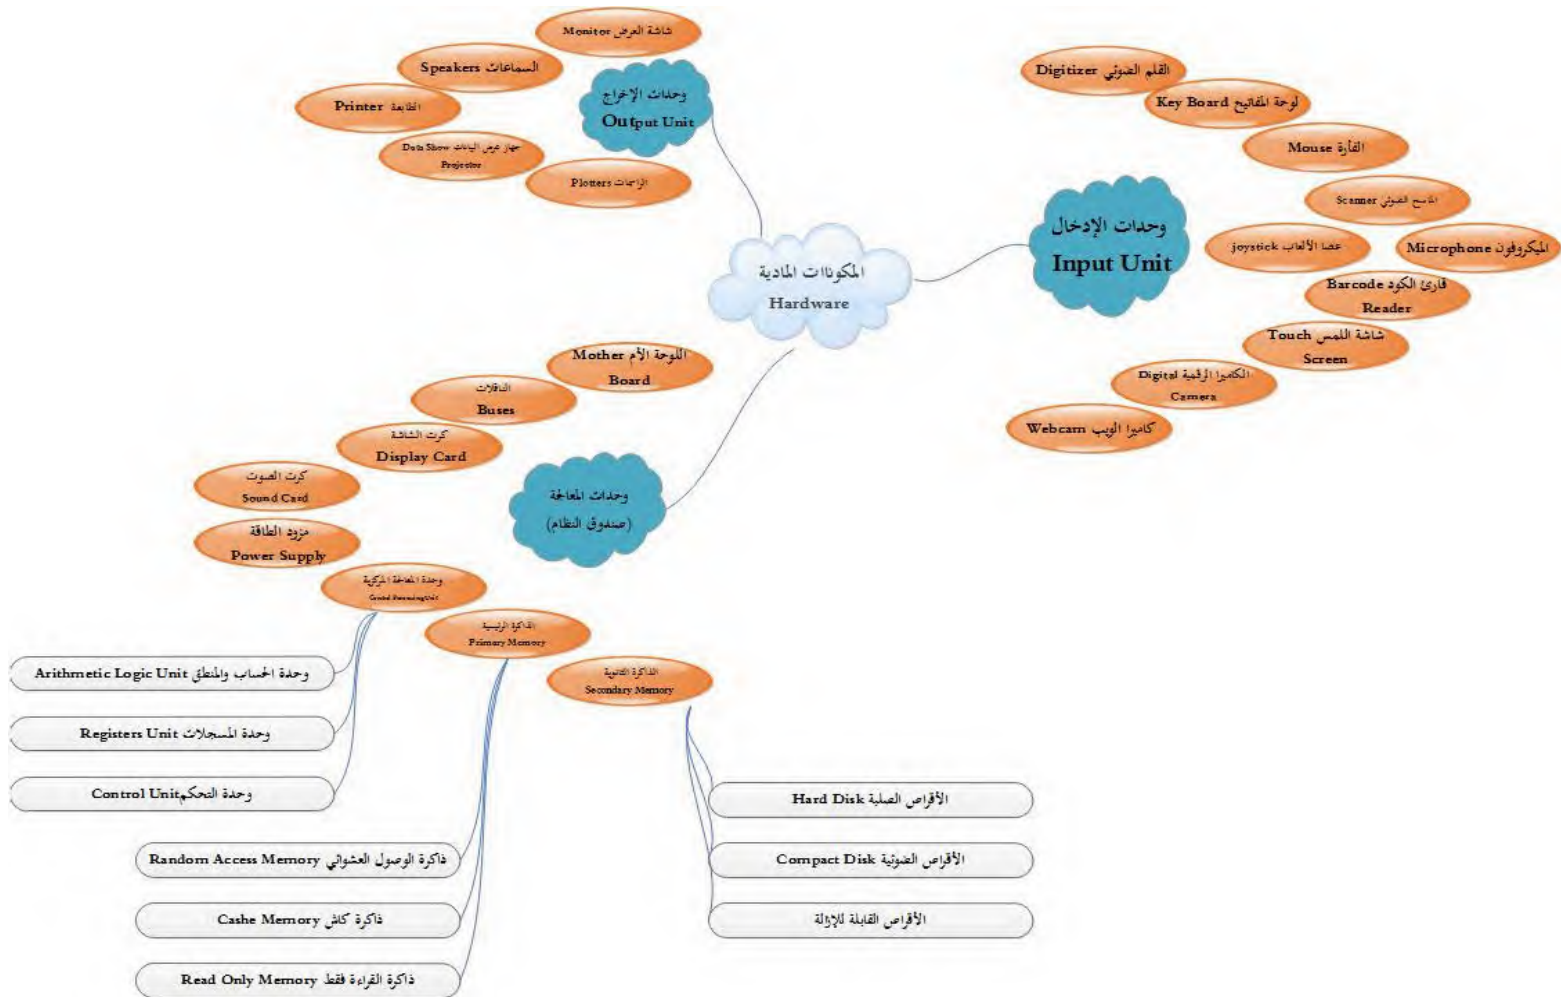 المكوناات المادية
Hardware
وحدات الإدخال
Input Unit
القلم الضوئي Digitizer
لوحة المفاتيح Key Board
الفأرة Mouse
الماسح الضوئي Scanner
الميكروفون Microphone
عصا الألعاب joystick
قارئ الكود Barcode
Reader
شاشة اللمس Touch
Screen
الكاميرا الرقمية Digital
Camera
كاميرا الويب Webcam
وحدات الإخراج
Output Unit
شاشة العرض Monitor
السماعات Speakers
الطابعة Printer
جهاز عرض البيانات Data Show
Projector
الراسمات Plotters
وحدات المعالجة
(صندوق النظام)
اللوحة الأم Mother
Board
الناقلات
Buses
كرت الشاشة
Display Card
كرت الصوت
Sound Card
مزود الطاقة
Power Supply
وحدة المعالجة المركزية
Central Processing Unit
وحدة الحساب والمنطق Arithmetic Logic Unit
وحدة المسجلات Registers Unit
وحدة التحكمControl Unit
الذاكرة الرئيسية
Primary Memory
ذاكرة الوصول العشوائي Random Access Memory
ذاكرة كاش Cashe Memory
ذاكرة القراءة فقط Read Only Memory
الذاكرة الثانوية
Secondary Memory
الأقراص الصلبة Hard Disk
الأقراص الضوئية Compact Disk
الأقراص القابلة للإزالة